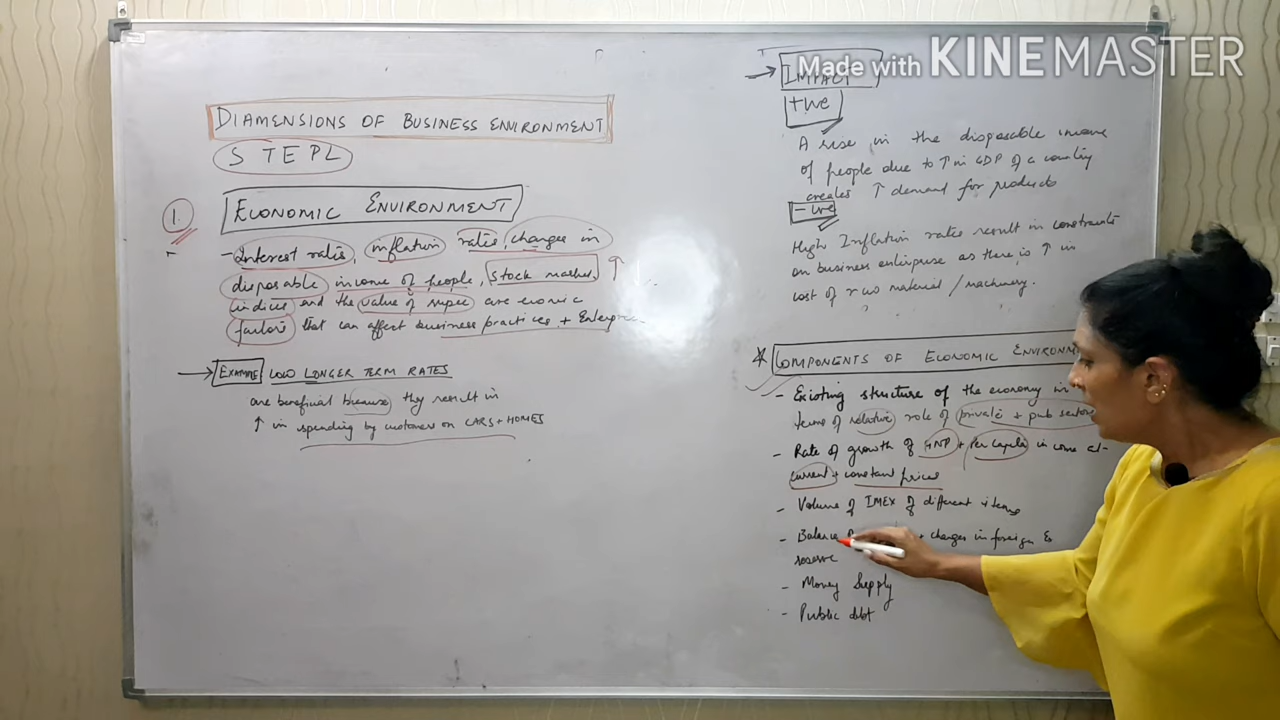 Made with KINEMASTER
DIAMENSIONS OF BUSINESS ENVIRONMENT
STEPL
1.
ECONOMIC ENVIRONMENT
- Interest rates, inflation rates, changes in
disposable income of people, stock market
indices and the value of rupee are economic
factors that can affect business practices +
→ EXAMPLE LOW LONGER TERM RATES
are beneficial because they result in
↑ in spending by customers on CARS + HOMES
→ IMPACT
+ve
A rise in the disposable income
of people due to ↑ in GDP of a country
creates ↑ demand for products
- ve
High Inflation rates result in constraints
on business enterprise as there is ↑ in
cost of raw material / machinery.
* COMPONENTS OF ECONOMIC
- Existing structure of the economy in
terms of relative role of private + pub sector
- Rate of growth of GNP + Per Capita income at
current + constant prices
- Volume of IMEX of different items
- Balance + changes in foreign Ex
reserve
- Money Supply
- Public debt